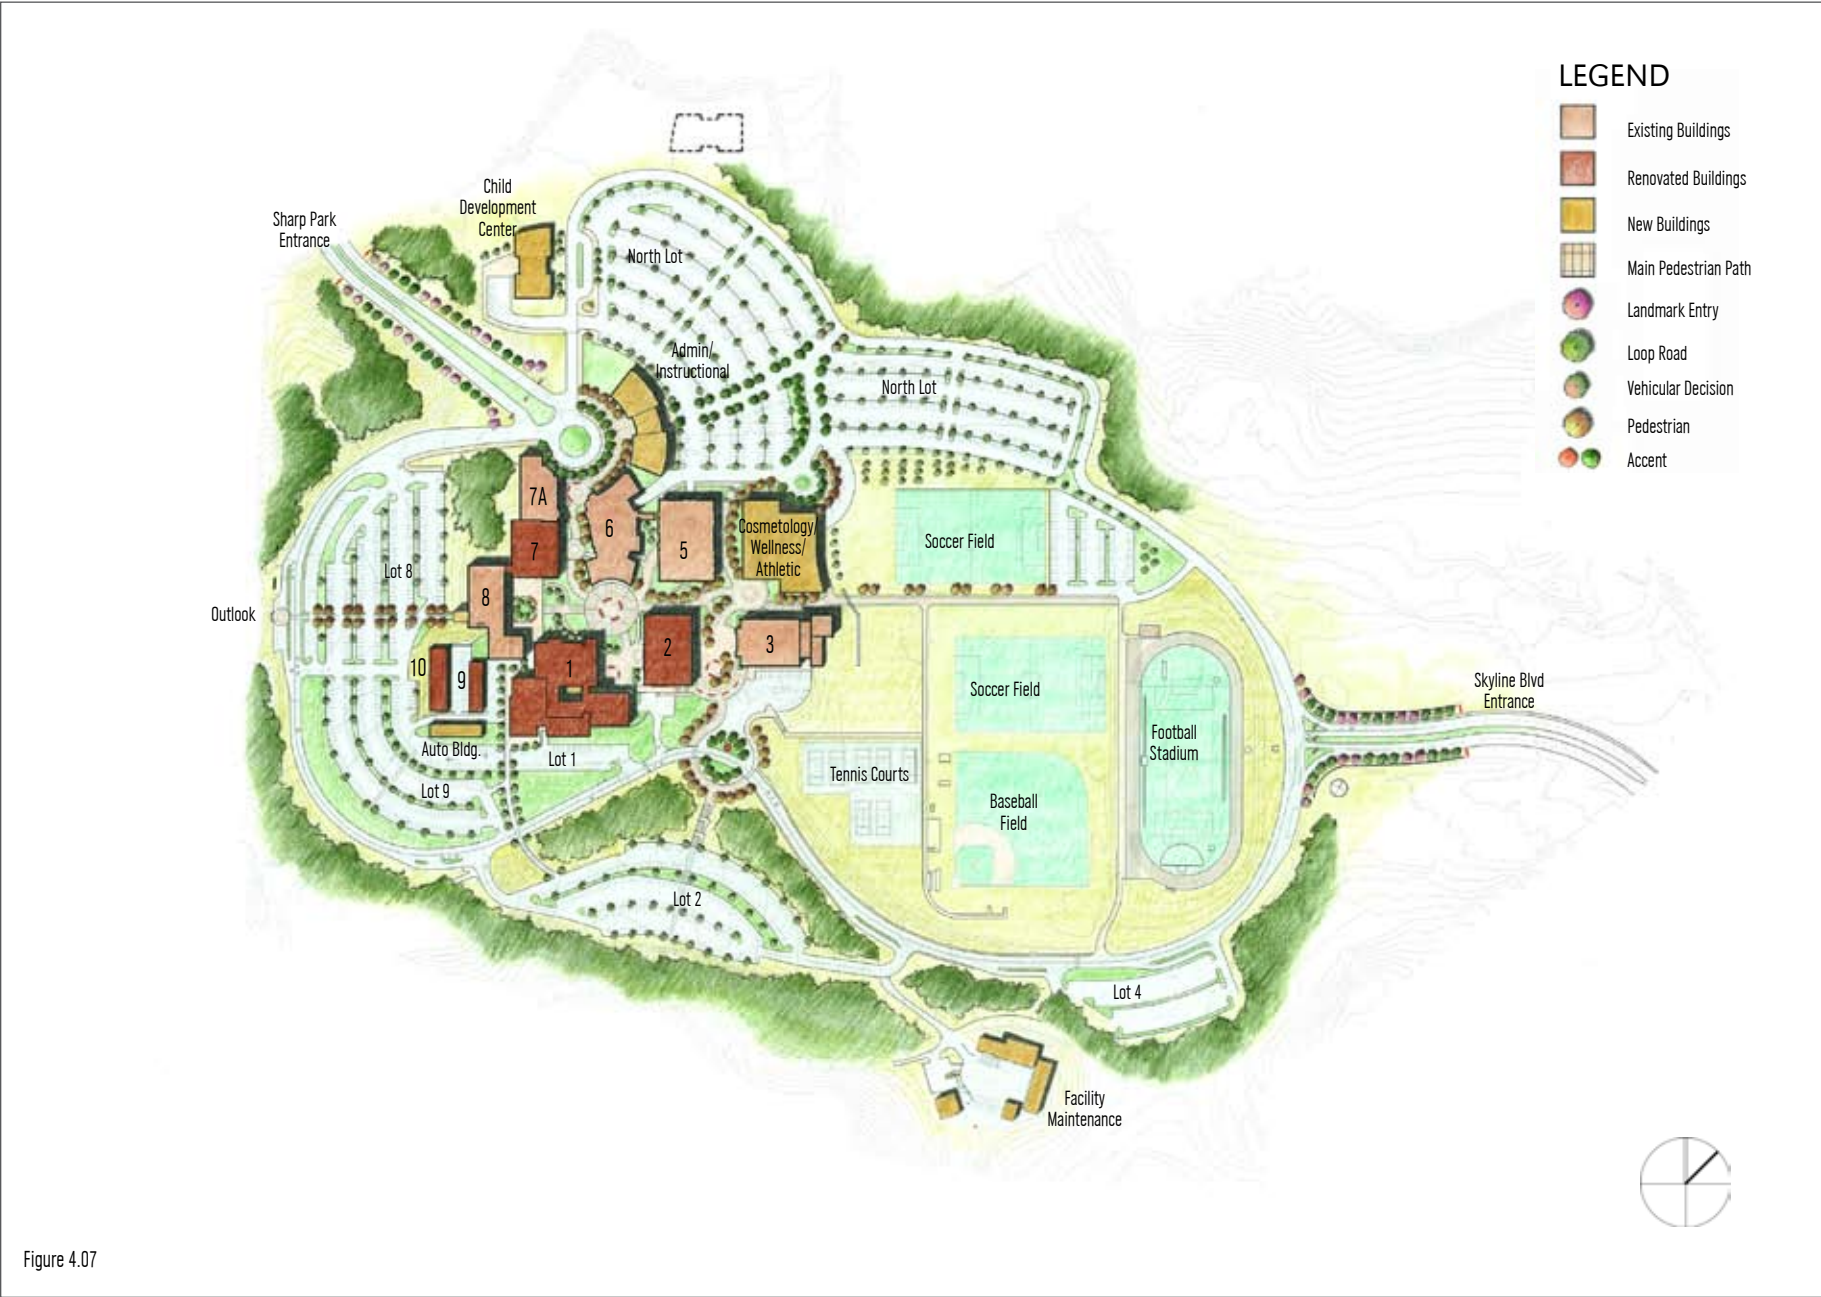 LEGEND
Existing Buildings
Renovated Buildings
New Buildings
Main Pedestrian Path
Landmark Entry
Loop Road
Vehicular Decision
Pedestrian
Accent
Child
Development
Center
Sharp Park
Entrance
North Lot
Admin/
Instructional
North Lot
7A
6
5
Cosmetology/
Wellness/
Athletic
Soccer Field
7
Lot 8
8
Outlook
2
3
10
9
1
Soccer Field
Skyline Blvd
Entrance
Football
Stadium
Auto Bldg.
Lot 1
Tennis Courts
Lot 9
Baseball
Field
Lot 2
Lot 4
Facility
Maintenance
Figure 4.07